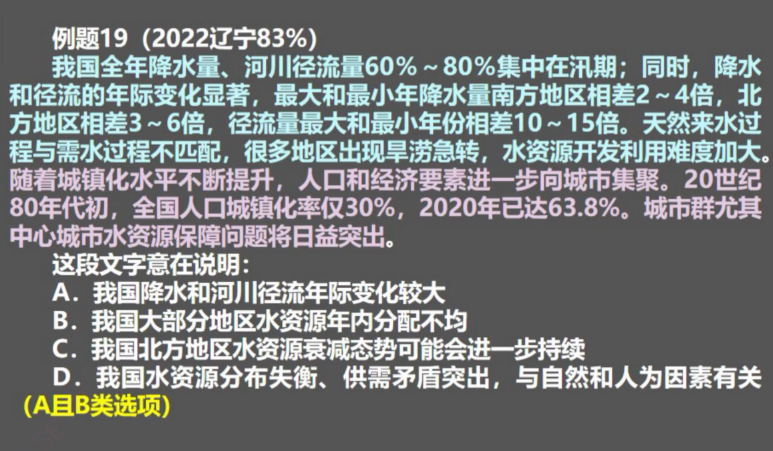 例题19（2022辽宁83%）
我国全年降水量、河川径流量60%～80%集中在汛期；同时，降水
和径流的年际变化显著，最大和最小年降水量南方地区相差2～4倍，北
方地区相差3～6倍，径流量最大和最小年份相差10～15倍。天然来水过
程与需水过程不匹配，很多地区出现旱涝急转，水资源开发利用难度加大。
随着城镇化水平不断提升，人口和经济要素进一步向城市集聚。20世纪
80年代初，全国人口城镇化率仅30%，2020年已达63.8%。城市群尤其
中心城市水资源保障问题将日益突出。
这段文字意在说明：
A．我国降水和河川径流年际变化较大
B．我国大部分地区水资源年内分配不均
C．我国北方地区水资源衰减态势可能会进一步持续
D．我国水资源分布失衡、供需矛盾突出，与自然和人为因素有关
（A且B类选项）